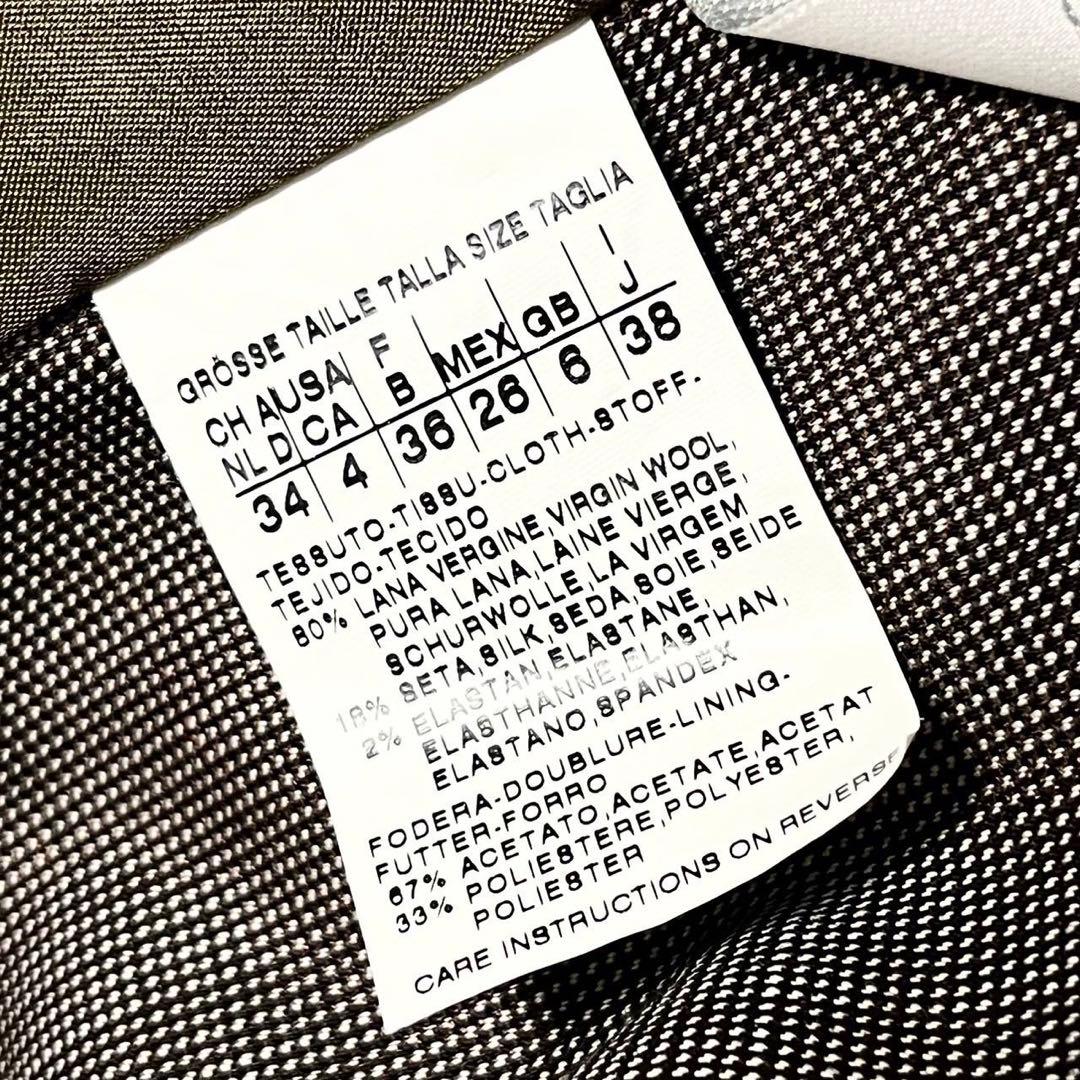 GRÖSSE TAILLE TALLA SIZE TAGLIA
CH A USA F MEX GB I
NL D CA B J
34 4 36 26 6 38
TESSUTO-TISSU-CLOTH-STOFF-
TEJIDO-TECIDO
80% LANA VERGINE,VIRGIN WOOL,
PURA LANA,LAINE VIERGE,
SCHURWOLLE,LA VIRGEM
18% SETA,SILK,SEDA,SOIE,SEIDE
2% ELASTAN,ELASTANE,
ELASTHANNE,ELASTHAN,
ELASTANO,SPANDEX
FODERA-DOUBLURE-LINING-
FUTTER-FORRO
67% ACETATO,ACETATE,ACETAT
33% POLIESTERE,POLYESTER,
POLIESTER
CARE INSTRUCTIONS ON REVERSE